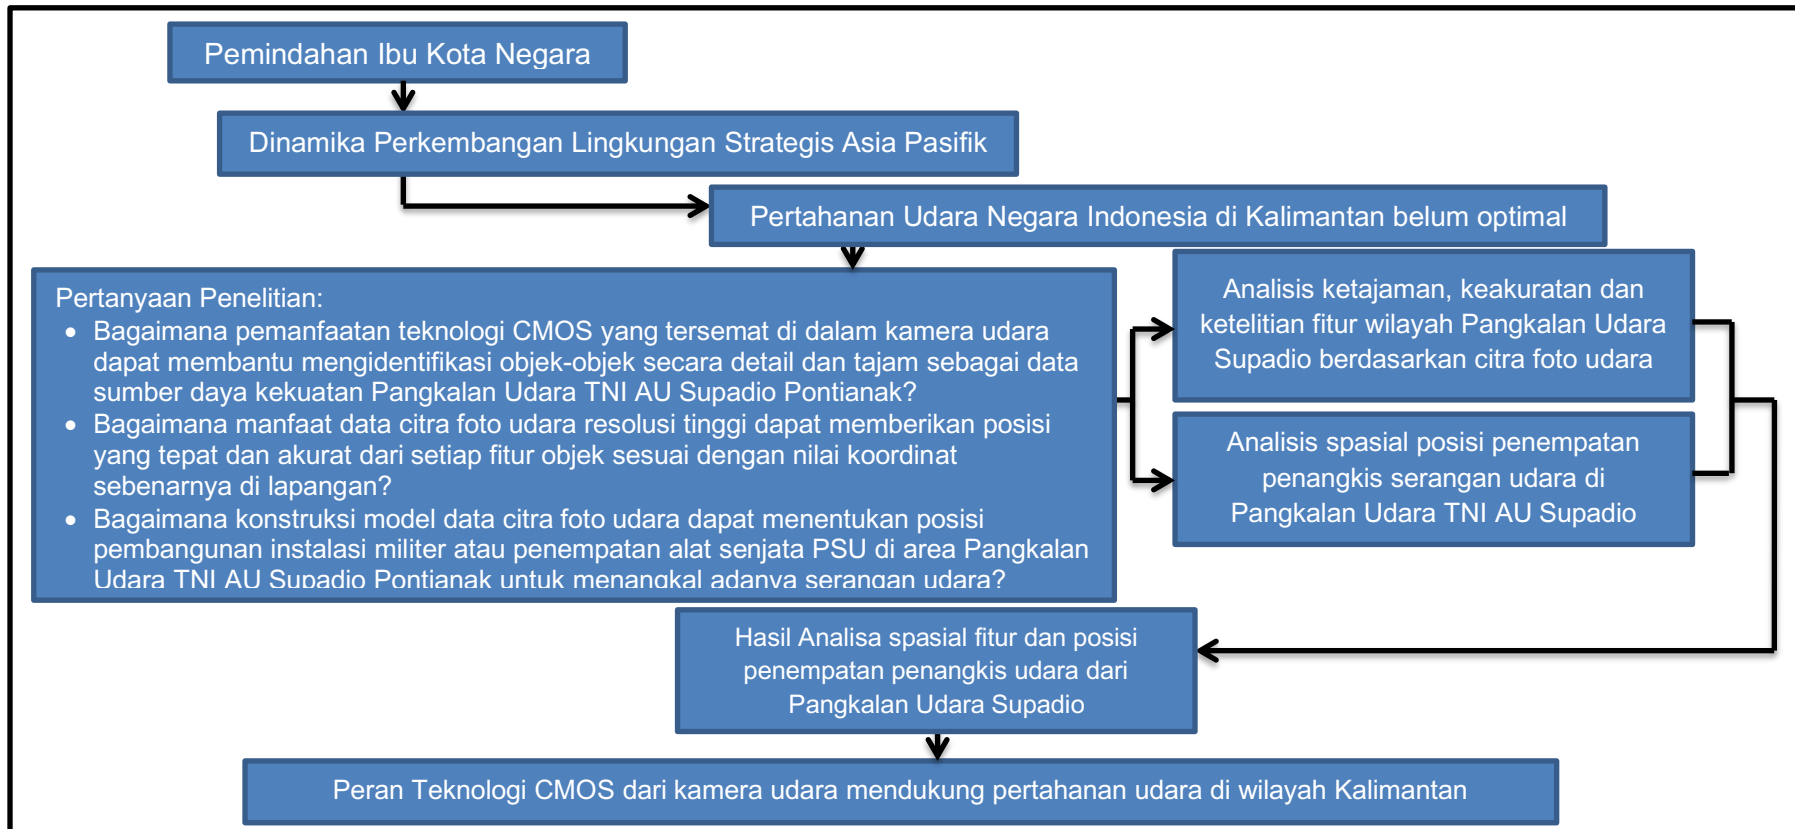 Pemindahan Ibu Kota Negara
Dinamika Perkembangan Lingkungan Strategis Asia Pasifik
Pertahanan Udara Negara Indonesia di Kalimantan belum optimal
Pertanyaan Penelitian:
• Bagaimana pemanfaatan teknologi CMOS yang tersemat di dalam kamera udara
dapat membantu mengidentifikasi objek-objek secara detail dan tajam sebagai data
sumber daya kekuatan Pangkalan Udara TNI AU Supadio Pontianak?
• Bagaimana manfaat data citra foto udara resolusi tinggi dapat memberikan posisi
yang tepat dan akurat dari setiap fitur objek sesuai dengan nilai koordinat
sebenarnya di lapangan?
• Bagaimana konstruksi model data citra foto udara dapat menentukan posisi
pembangunan instalasi militer atau penempatan alat senjata PSU di area Pangkalan
Udara TNI AU Supadio Pontianak untuk menangkal adanya serangan udara?
Analisis ketajaman, keakuratan dan
ketelitian fitur wilayah Pangkalan Udara
Supadio berdasarkan citra foto udara
Analisis spasial posisi penempatan
penangkis serangan udara di
Pangkalan Udara TNI AU Supadio
Hasil Analisa spasial fitur dan posisi
penempatan penangkis udara dari
Pangkalan Udara Supadio
Peran Teknologi CMOS dari kamera udara mendukung pertahanan udara di wilayah Kalimantan